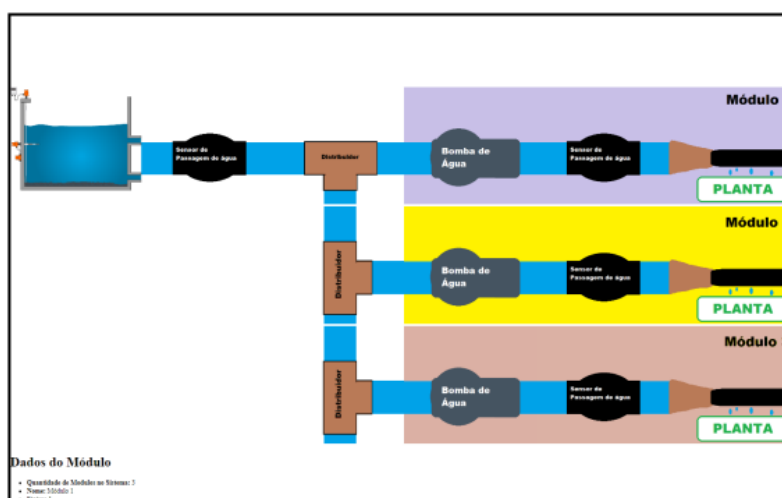 Módulo
Sensor de
Passagem de água
Distribuidor
Bomba de
Água
Sensor de
Passagem de água
PLANTA
Módulo
Distribuidor
Bomba de
Água
Sensor de
Passagem de água
PLANTA
Módulo
Distribuidor
Bomba de
Água
Sensor de
Passagem de água
PLANTA
Dados do Módulo
Quantidade de Modulos no Sistema: 3
Nome: Módulo 1